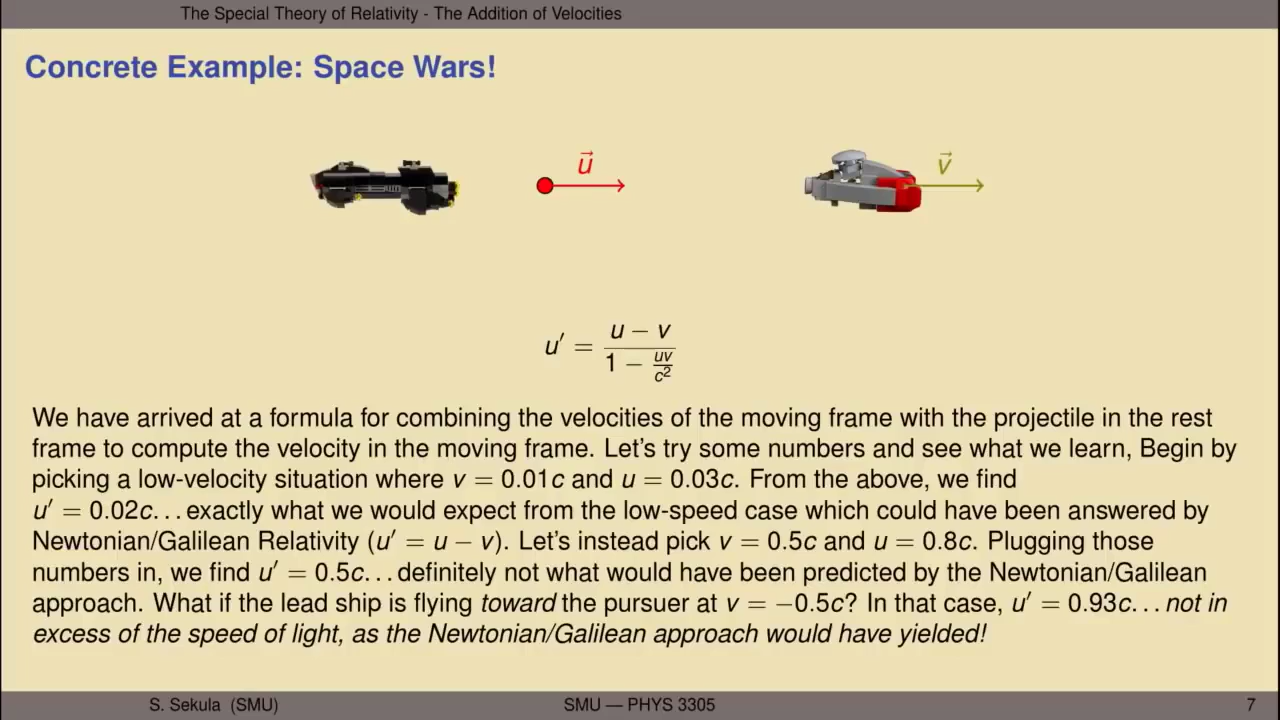 The Special Theory of Relativity - The Addition of Velocities
Concrete Example: Space Wars!
u⃗
v⃗
u′ = (u − v) / (1 − uv/c²)
We have arrived at a formula for combining the velocities of the moving frame with the projectile in the rest
frame to compute the velocity in the moving frame. Let's try some numbers and see what we learn, Begin by
picking a low-velocity situation where v = 0.01c and u = 0.03c. From the above, we find
u′ = 0.02c. . . exactly what we would expect from the low-speed case which could have been answered by
Newtonian/Galilean Relativity (u′ = u − v). Let's instead pick v = 0.5c and u = 0.8c. Plugging those
numbers in, we find u′ = 0.5c. . . definitely not what would have been predicted by the Newtonian/Galilean
approach. What if the lead ship is flying toward the pursuer at v = −0.5c? In that case, u′ = 0.93c. . . not in
excess of the speed of light, as the Newtonian/Galilean approach would have yielded!
S. Sekula (SMU)
SMU — PHYS 3305
7